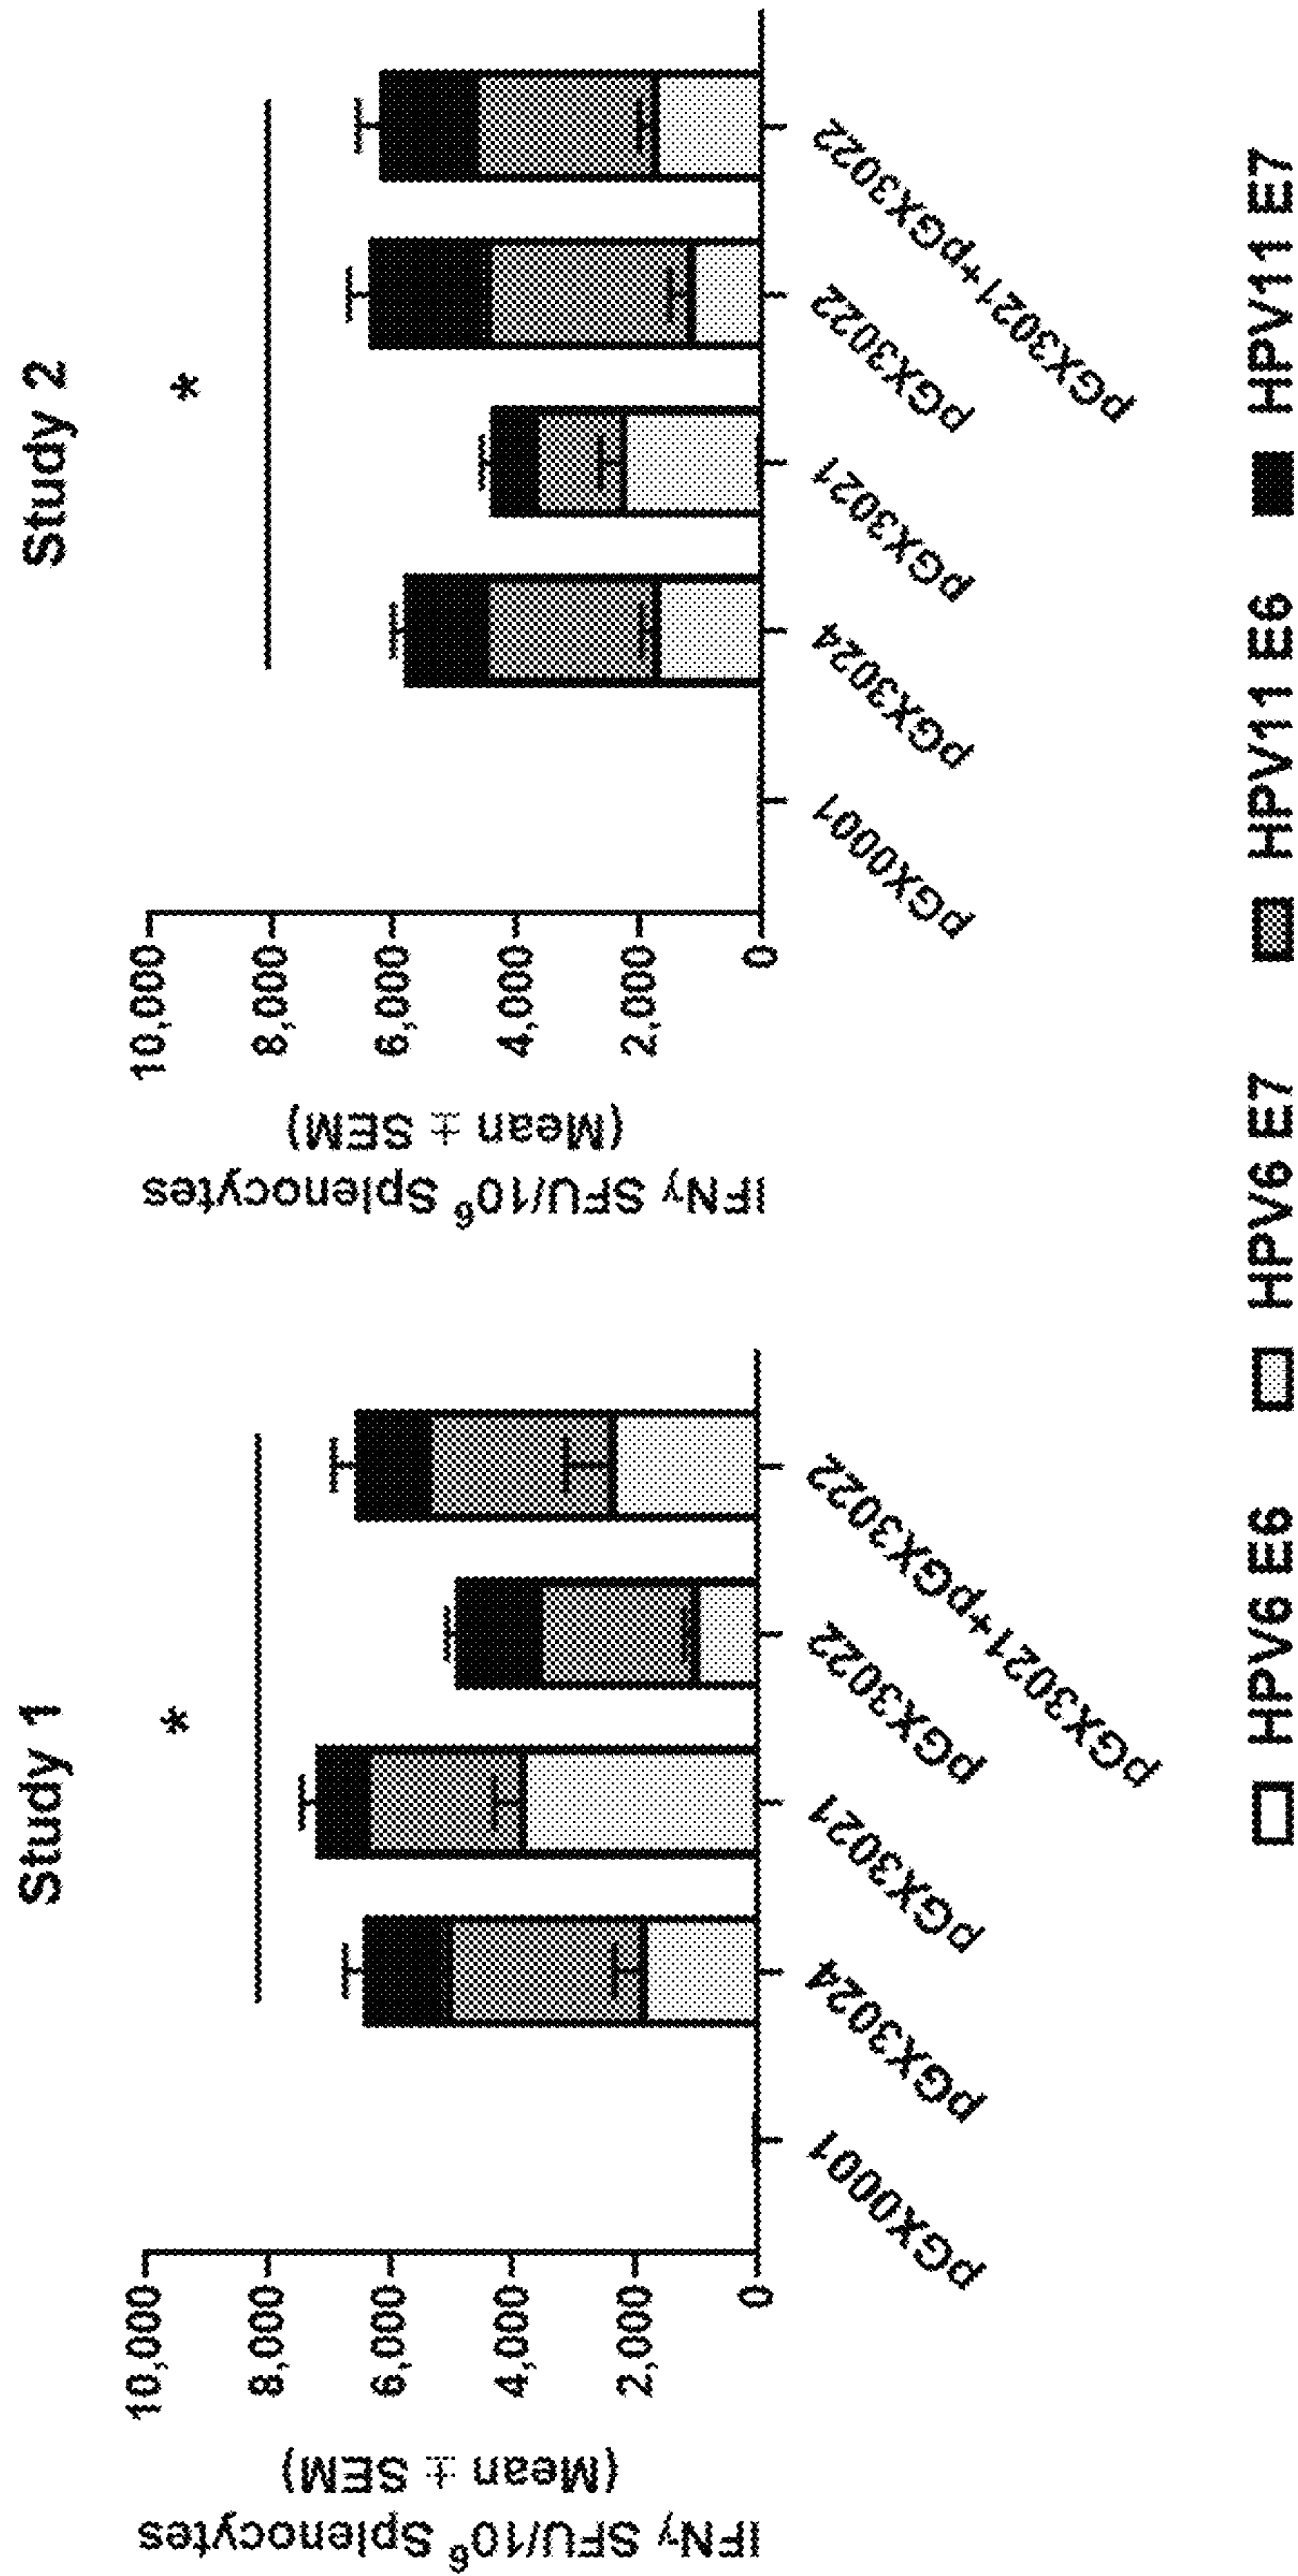 Study 1
*
IFNγ SFU/10⁶ Splenocytes
(Mean ± SEM)
10,000
8,000
6,000
4,000
2,000
0
pGX0001
pGX3024
pGX3021
pGX3022
pGX3021+pGX3022
Study 2
*
IFNγ SFU/10⁶ Splenocytes
(Mean ± SEM)
10,000
8,000
6,000
4,000
2,000
0
pGX0001
pGX3024
pGX3021
pGX3022
pGX3021+pGX3022
HPV6 E6 HPV6 E7 HPV11 E6 HPV11 E7